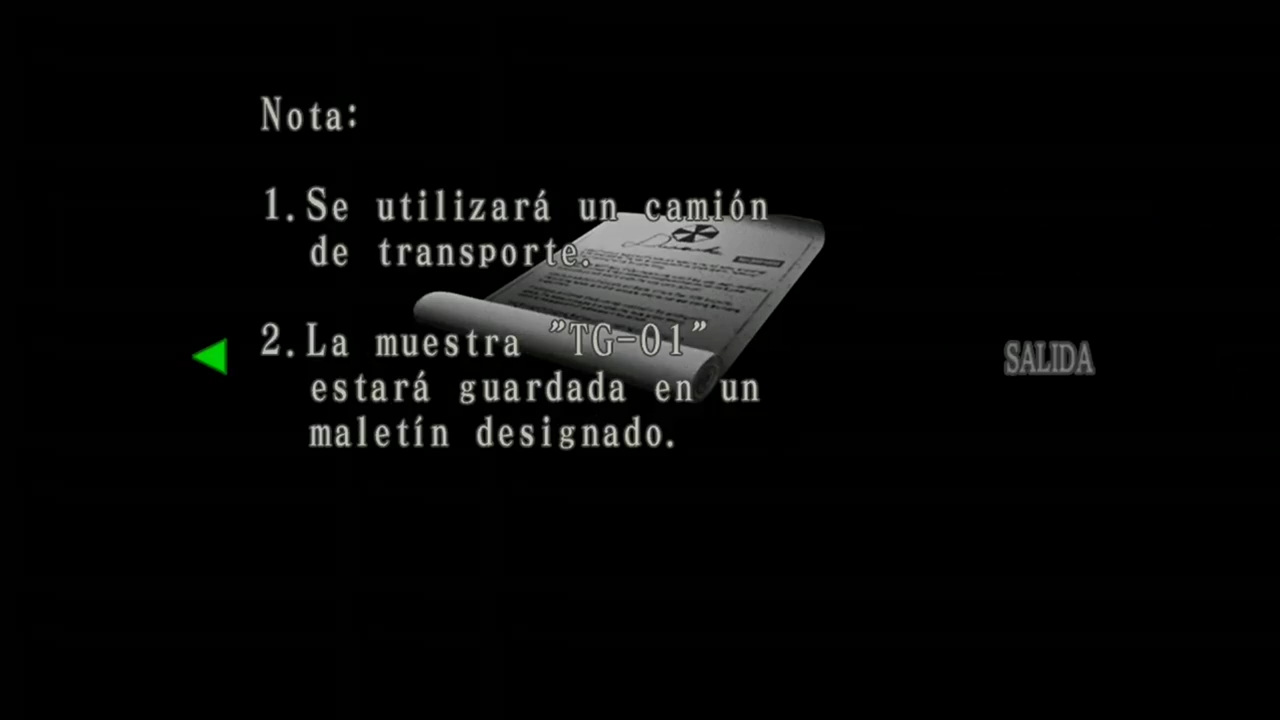 Nota:
1.Se utilizará un camión
de transporte.
2.La muestra "TG-01"
estará guardada en un
maletín designado.
SALIDA